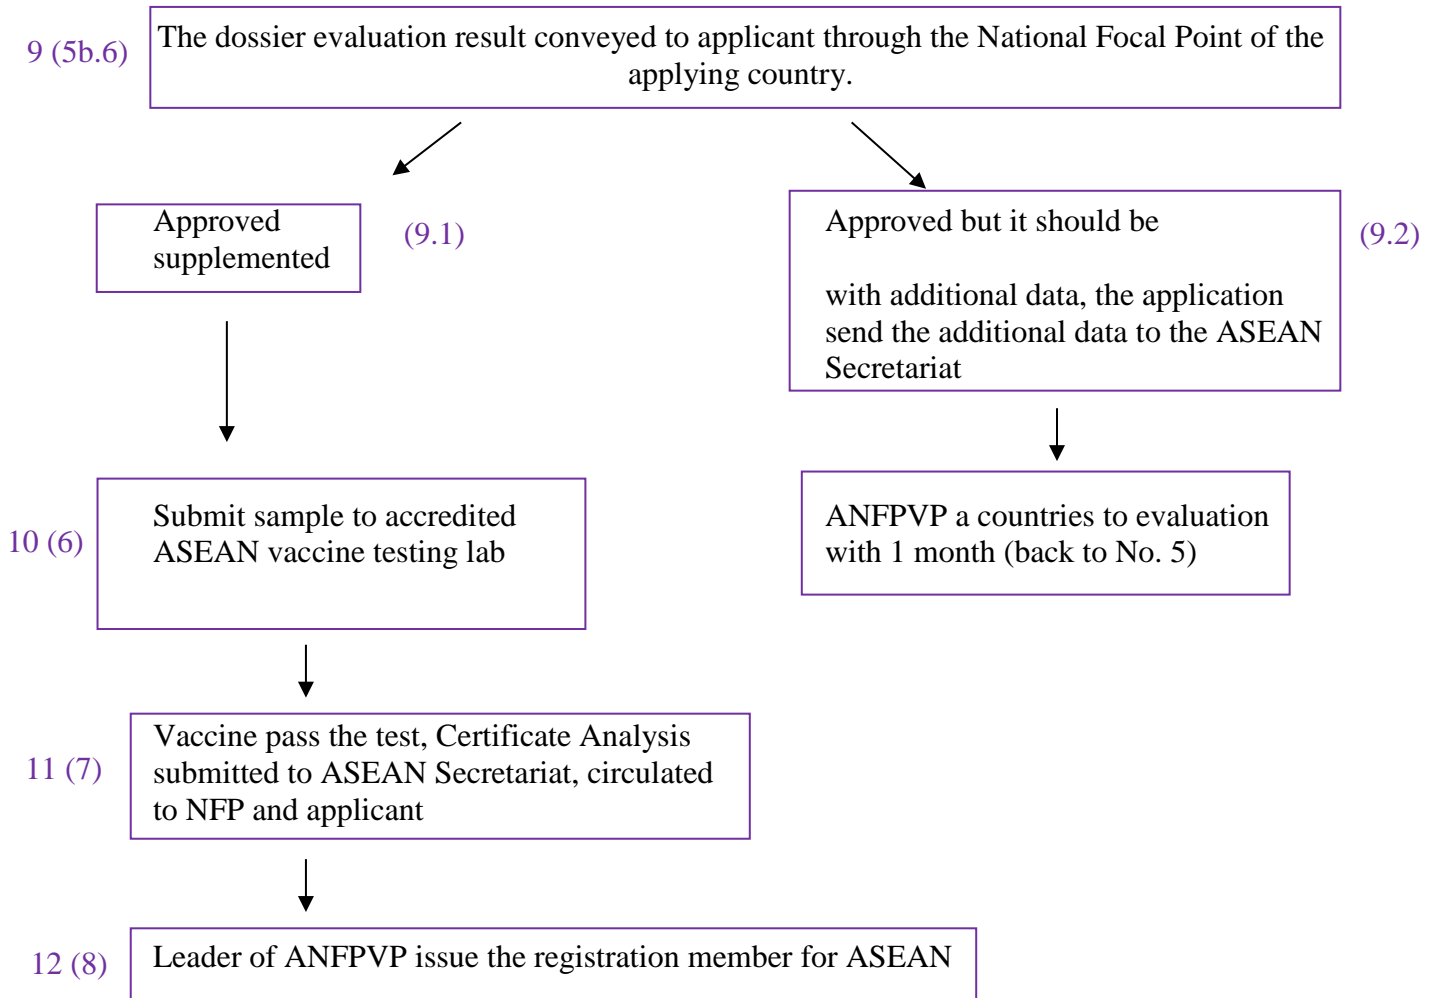 9 (5b.6)
The dossier evaluation result conveyed to applicant through the National Focal Point of the
applying country.
Approved
supplemented
(9.1)
Approved but it should be
with additional data, the application
send the additional data to the ASEAN
Secretariat
(9.2)
10 (6)
Submit sample to accredited
ASEAN vaccine testing lab
ANFPVP a countries to evaluation
with 1 month (back to No. 5)
11 (7)
Vaccine pass the test, Certificate Analysis
submitted to ASEAN Secretariat, circulated
to NFP and applicant
12 (8)
Leader of ANFPVP issue the registration member for ASEAN